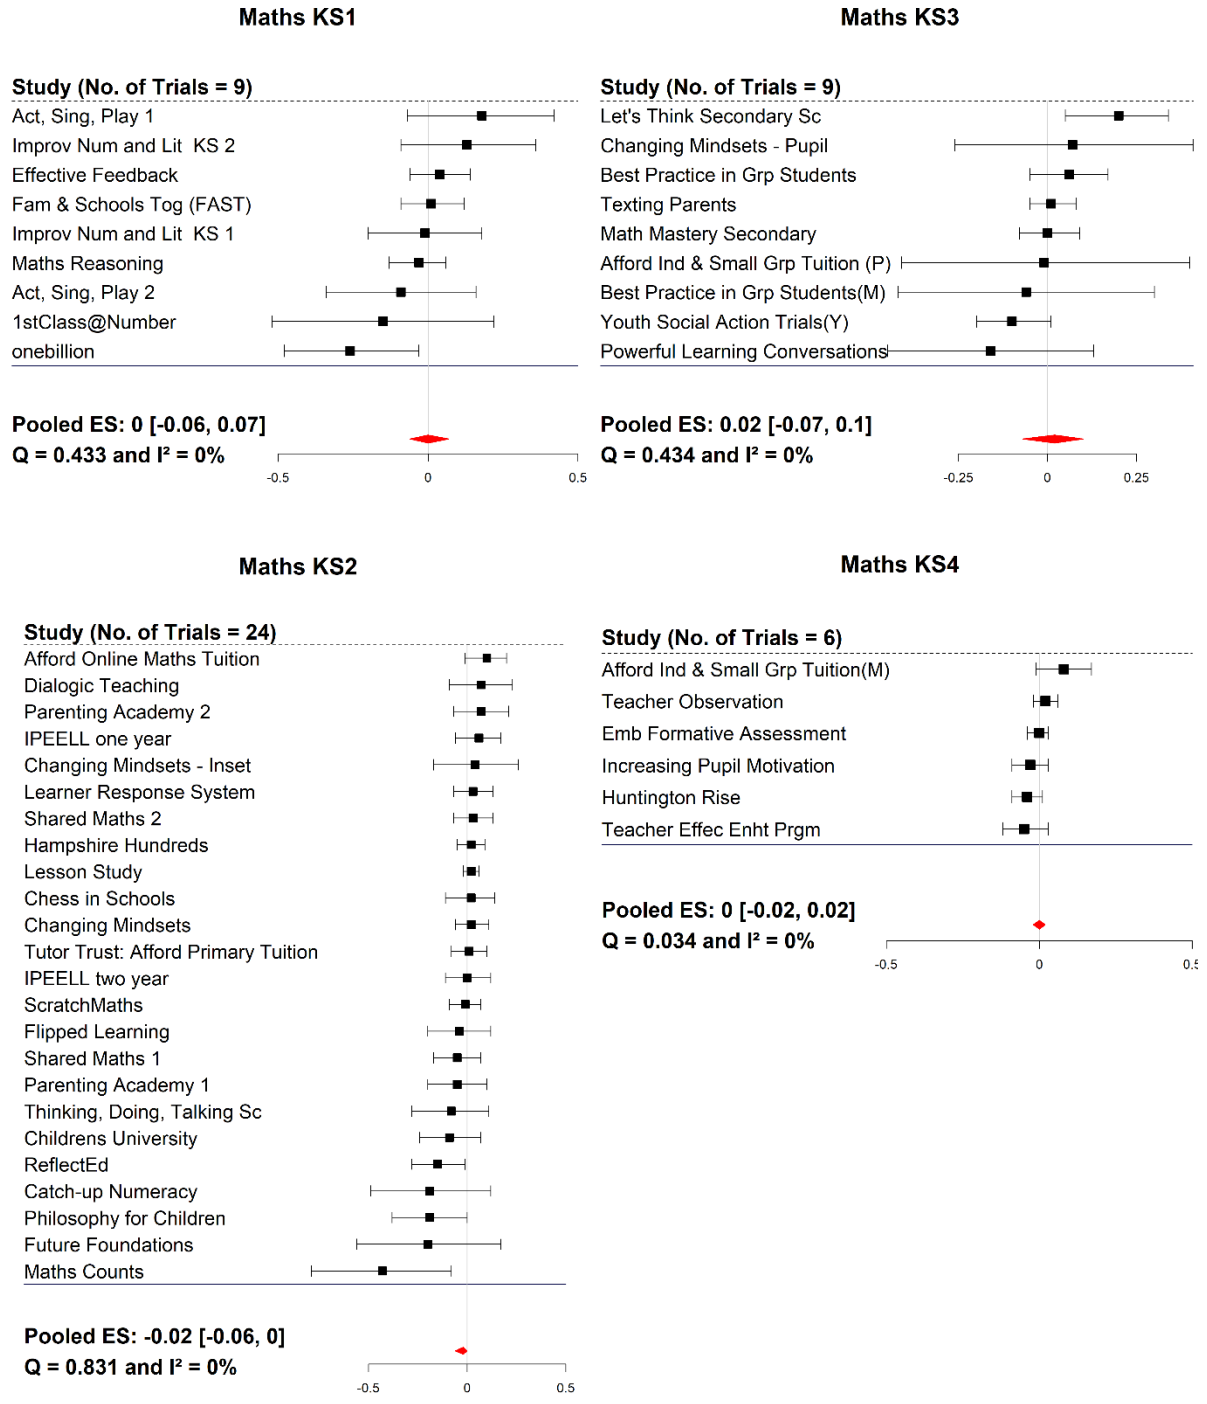 Maths KS1
Study (No. of Trials = 9)
Act, Sing, Play 1
Improv Num and Lit  KS 2
Effective Feedback
Fam & Schools Tog (FAST)
Improv Num and Lit  KS 1
Maths Reasoning
Act, Sing, Play 2
1stClass@Number
onebillion
Pooled ES: 0 [-0.06, 0.07]
Q = 0.433 and I² = 0%
-0.5 0 0.5
Maths KS3
Study (No. of Trials = 9)
Let's Think Secondary Sc
Changing Mindsets - Pupil
Best Practice in Grp Students
Texting Parents
Math Mastery Secondary
Afford Ind & Small Grp Tuition (P)
Best Practice in Grp Students(M)
Youth Social Action Trials(Y)
Powerful Learning Conversations
Pooled ES: 0.02 [-0.07, 0.1]
Q = 0.434 and I² = 0%
-0.25 0 0.25
Maths KS2
Study (No. of Trials = 24)
Afford Online Maths Tuition
Dialogic Teaching
Parenting Academy 2
IPEELL one year
Changing Mindsets - Inset
Learner Response System
Shared Maths 2
Hampshire Hundreds
Lesson Study
Chess in Schools
Changing Mindsets
Tutor Trust: Afford Primary Tuition
IPEELL two year
ScratchMaths
Flipped Learning
Shared Maths 1
Parenting Academy 1
Thinking, Doing, Talking Sc
Childrens University
ReflectEd
Catch-up Numeracy
Philosophy for Children
Future Foundations
Maths Counts
Pooled ES: -0.02 [-0.06, 0]
Q = 0.831 and I² = 0%
-0.5 0 0.5
Maths KS4
Study (No. of Trials = 6)
Afford Ind & Small Grp Tuition(M)
Teacher Observation
Emb Formative Assessment
Increasing Pupil Motivation
Huntington Rise
Teacher Effec Enht Prgm
Pooled ES: 0 [-0.02, 0.02]
Q = 0.034 and I² = 0%
-0.5 0 0.5